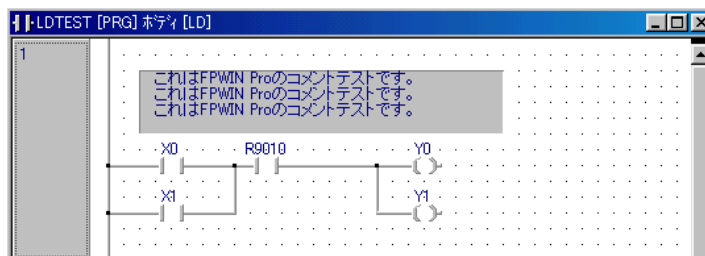 LDTEST [PRG] ﾎﾞﾃﾞｨ [LD]
1
これはFPWIN Proのコメントテストです。
これはFPWIN Proのコメントテストです。
これはFPWIN Proのコメントテストです。
X0 R9010 Y0
X1 Y1